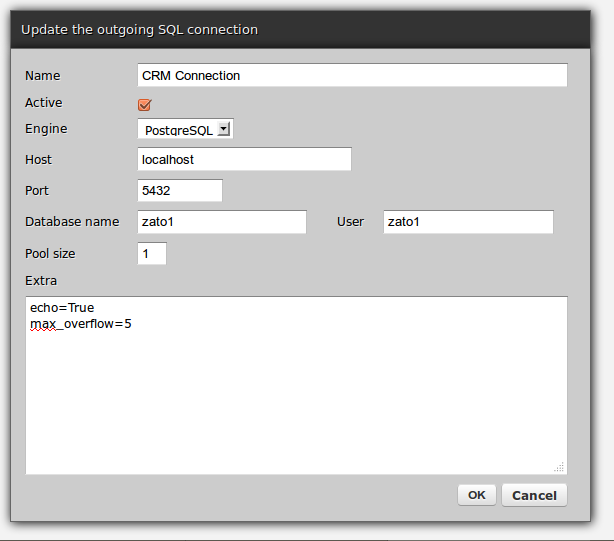 Update the outgoing SQL connection
Name CRM Connection
Active
Engine PostgreSQL
Host localhost
Port 5432
Database name zato1 User zato1
Pool size 1
Extra
echo=True
max_overflow=5
OK Cancel